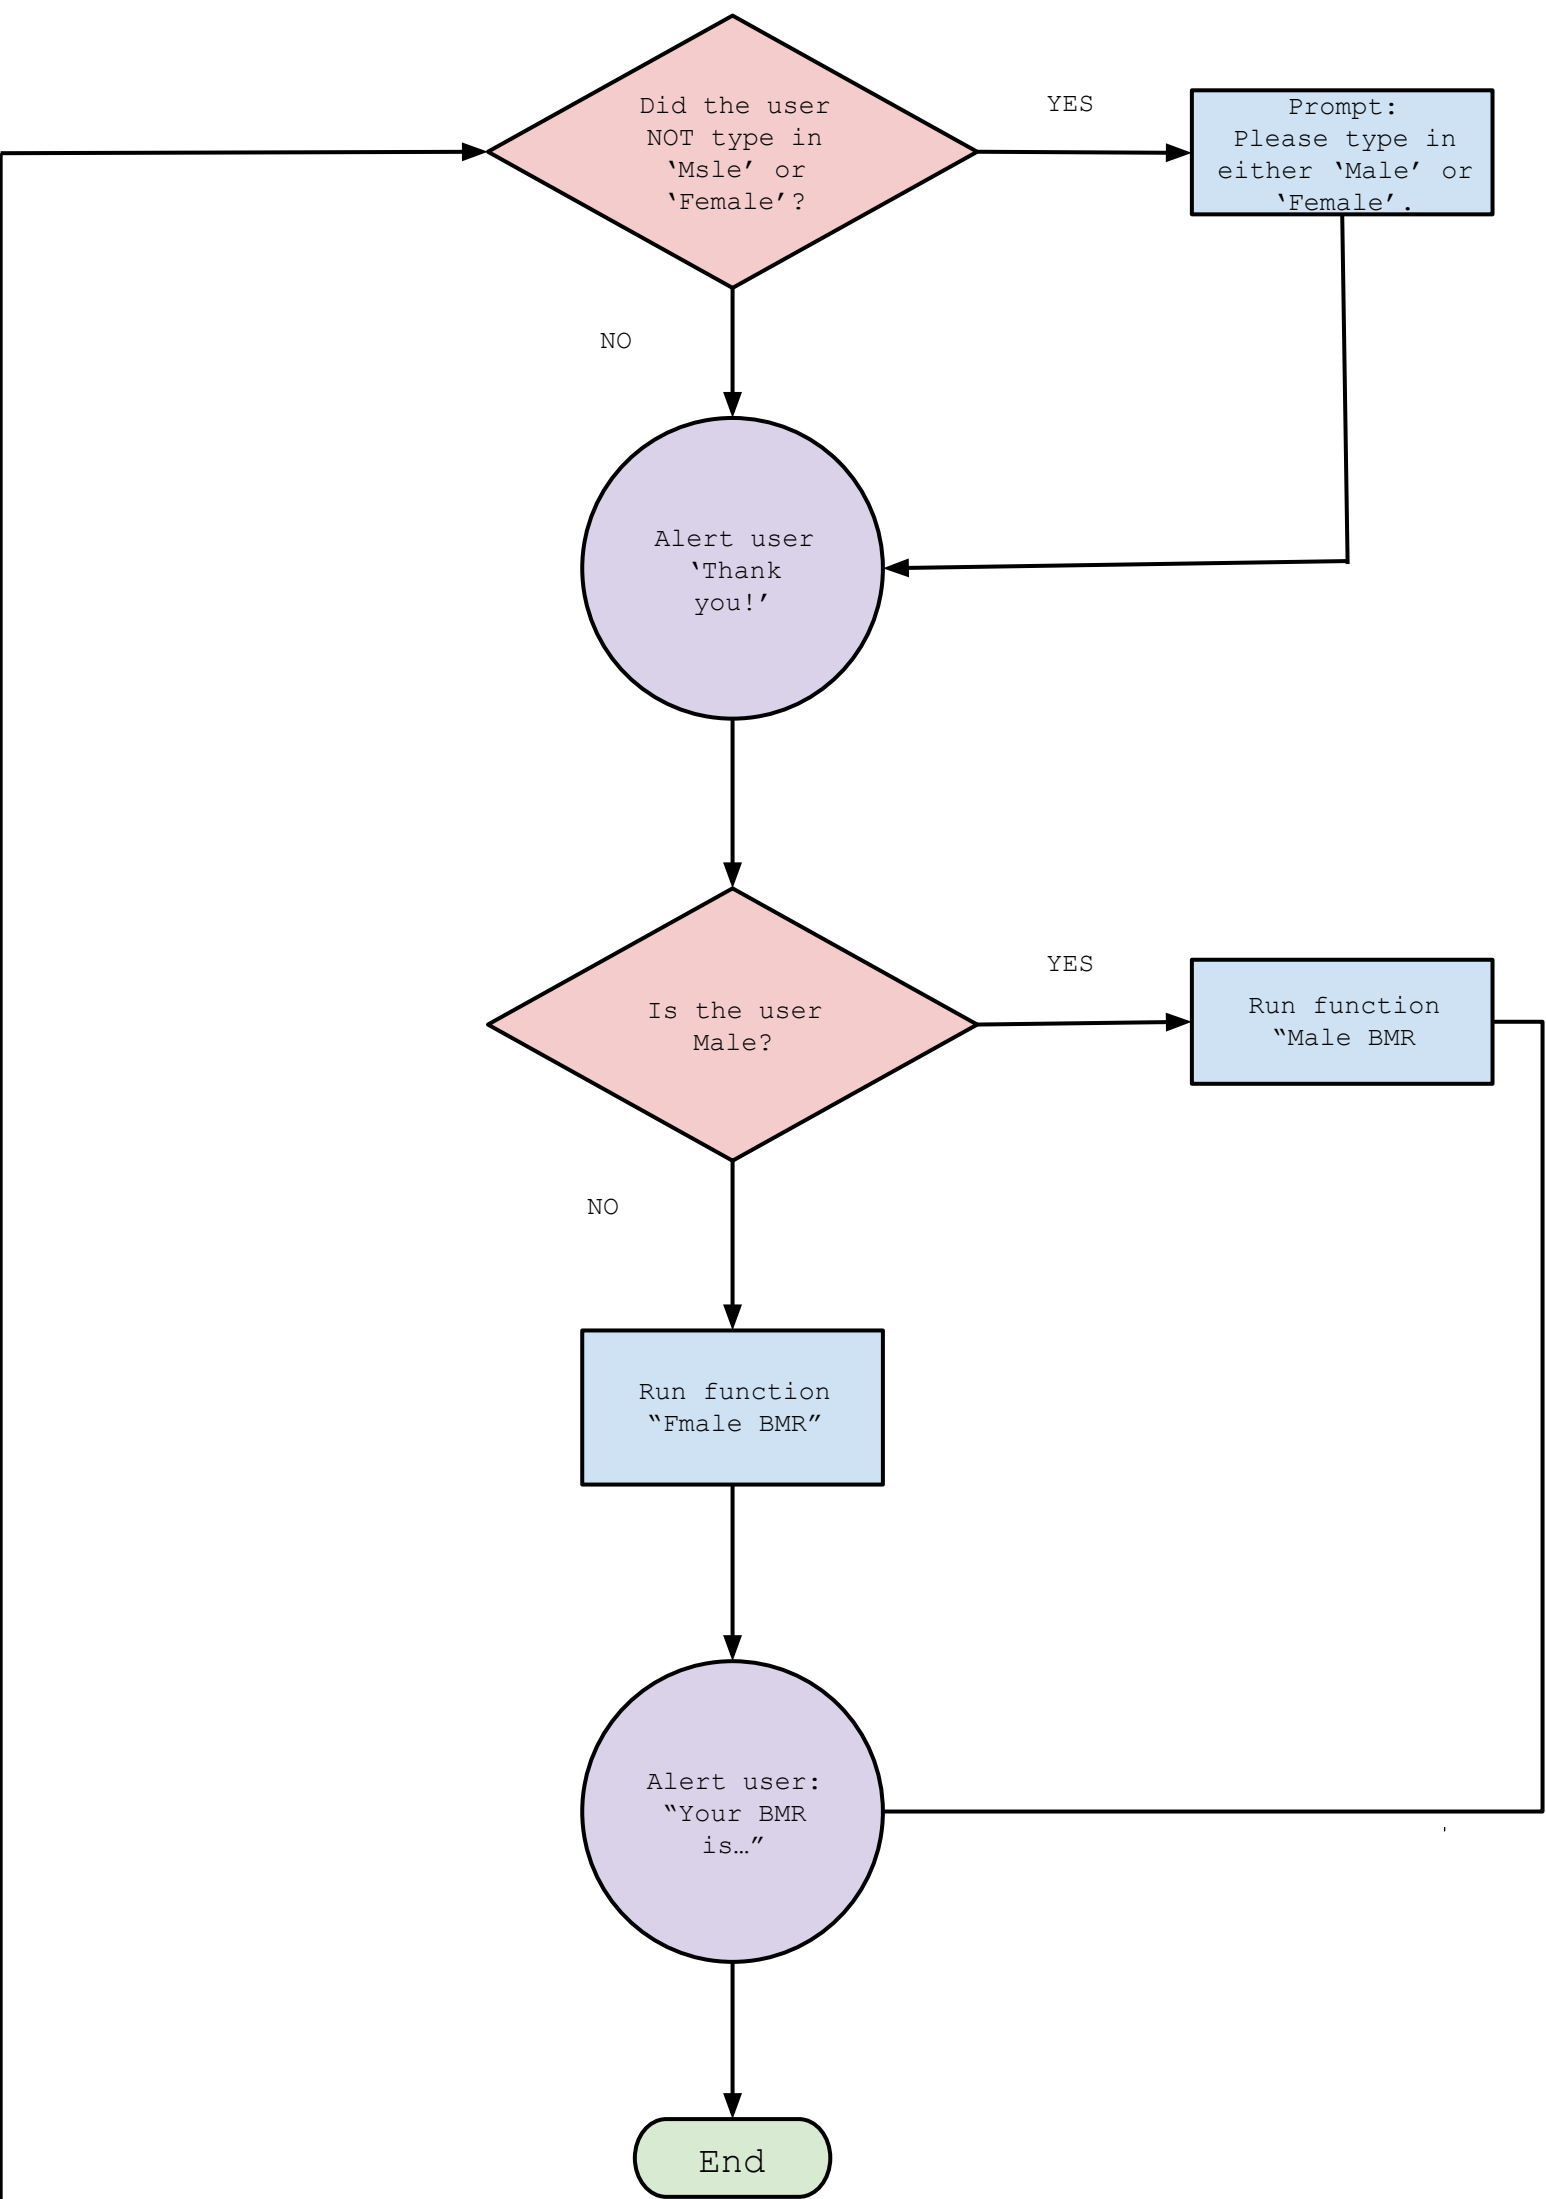 Did the user
NOT type in
‘Msle’ or
‘Female’?
YES
Prompt:
Please type in
either ‘Male’ or
‘Female’.
NO
Alert user
‘Thank
you!’
Is the user
Male?
YES
Run function
“Male BMR
NO
Run function
“Fmale BMR”
Alert user:
“Your BMR
is…”
End